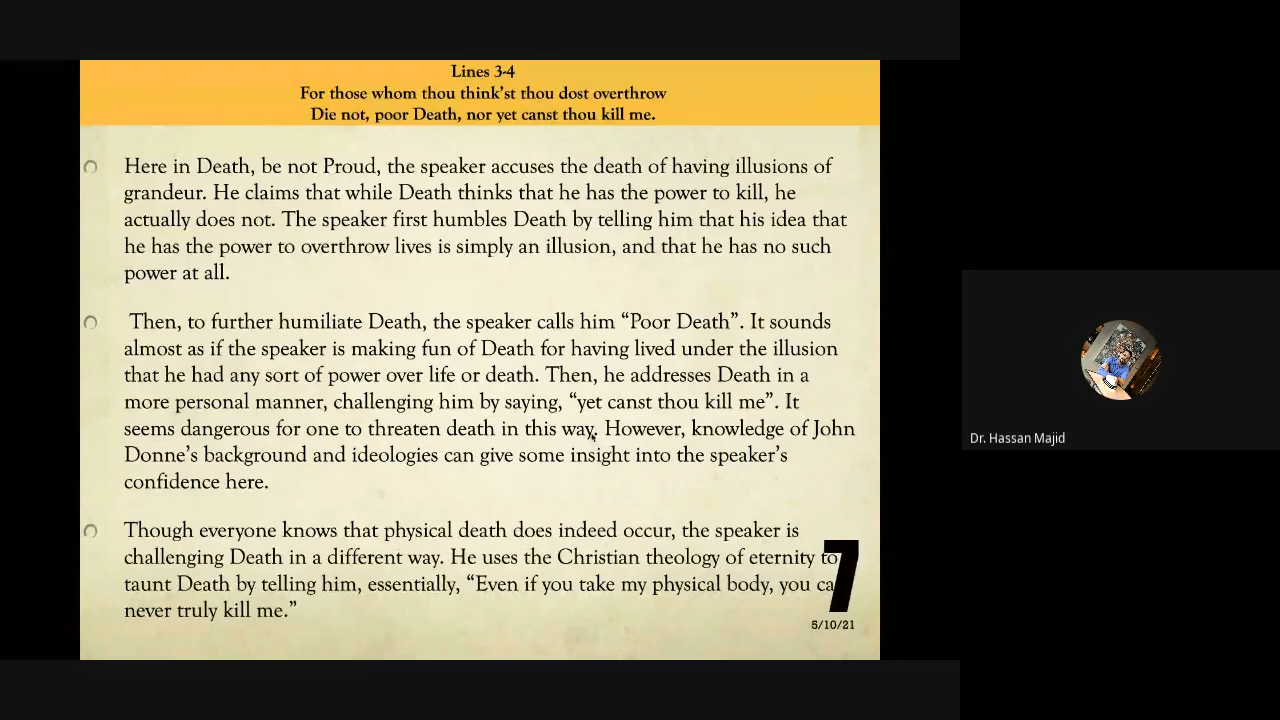 Lines 3-4
For those whom thou think'st thou dost overthrow
Die not, poor Death, nor yet canst thou kill me.
Here in Death, be not Proud, the speaker accuses the death of having illusions of
grandeur. He claims that while Death thinks that he has the power to kill, he
actually does not. The speaker first humbles Death by telling him that his idea that
he has the power to overthrow lives is simply an illusion, and that he has no such
power at all.
Then, to further humiliate Death, the speaker calls him “Poor Death”. It sounds
almost as if the speaker is making fun of Death for having lived under the illusion
that he had any sort of power over life or death. Then, he addresses Death in a
more personal manner, challenging him by saying, “yet canst thou kill me”. It
seems dangerous for one to threaten death in this way. However, knowledge of John
Donne’s background and ideologies can give some insight into the speaker’s
confidence here.
Though everyone knows that physical death does indeed occur, the speaker is
challenging Death in a different way. He uses the Christian theology of eternity to
taunt Death by telling him, essentially, “Even if you take my physical body, you ca
never truly kill me.”
7
5/10/21
Dr. Hassan Majid